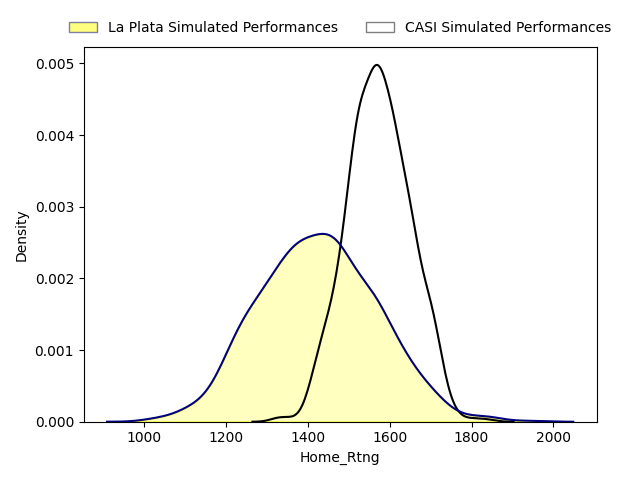 La Plata Simulated Performances
CASI Simulated Performances
0.005
0.004
0.003
0.002
0.001
0.000
Density
1000 1200 1400 1600 1800 2000
Home_Rtng